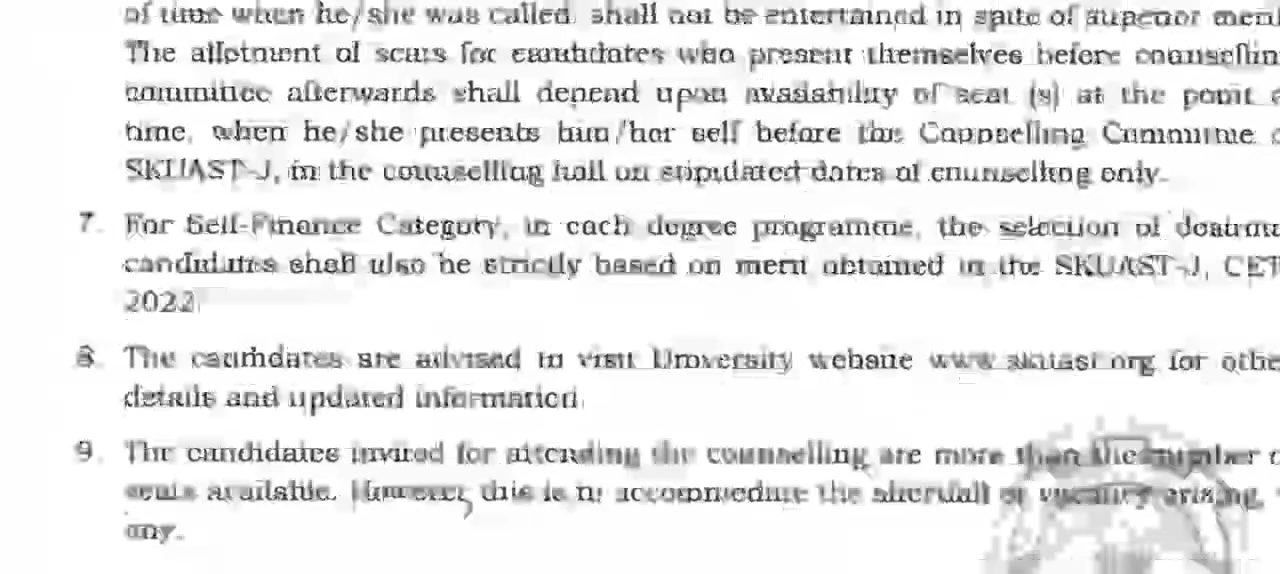 of time when he/she was called, shall not be entertained in spite of superior merit
The allotment of seats for candidates who present themselves before counsellin
committee afterwards shall depend upon availability of seat (s) at the point o
time, when he/she presents him/her self before the Counselling Committee o
SKUAST-J, in the counselling hall on stipulated dates of counselling only.
7. For Self-Finance Category, in each degree programme, the selection of
candidates shall also be strictly based on merit obtained in the SKUAST-J, CET
2022
8. The candidates are advised to visit University website www.skuast.org for othe
details and updated information.
9. The candidates invited for attending the counselling are more than the number o
seats available. However, this is to accommodate the shortfall or vacancy arising,
any.